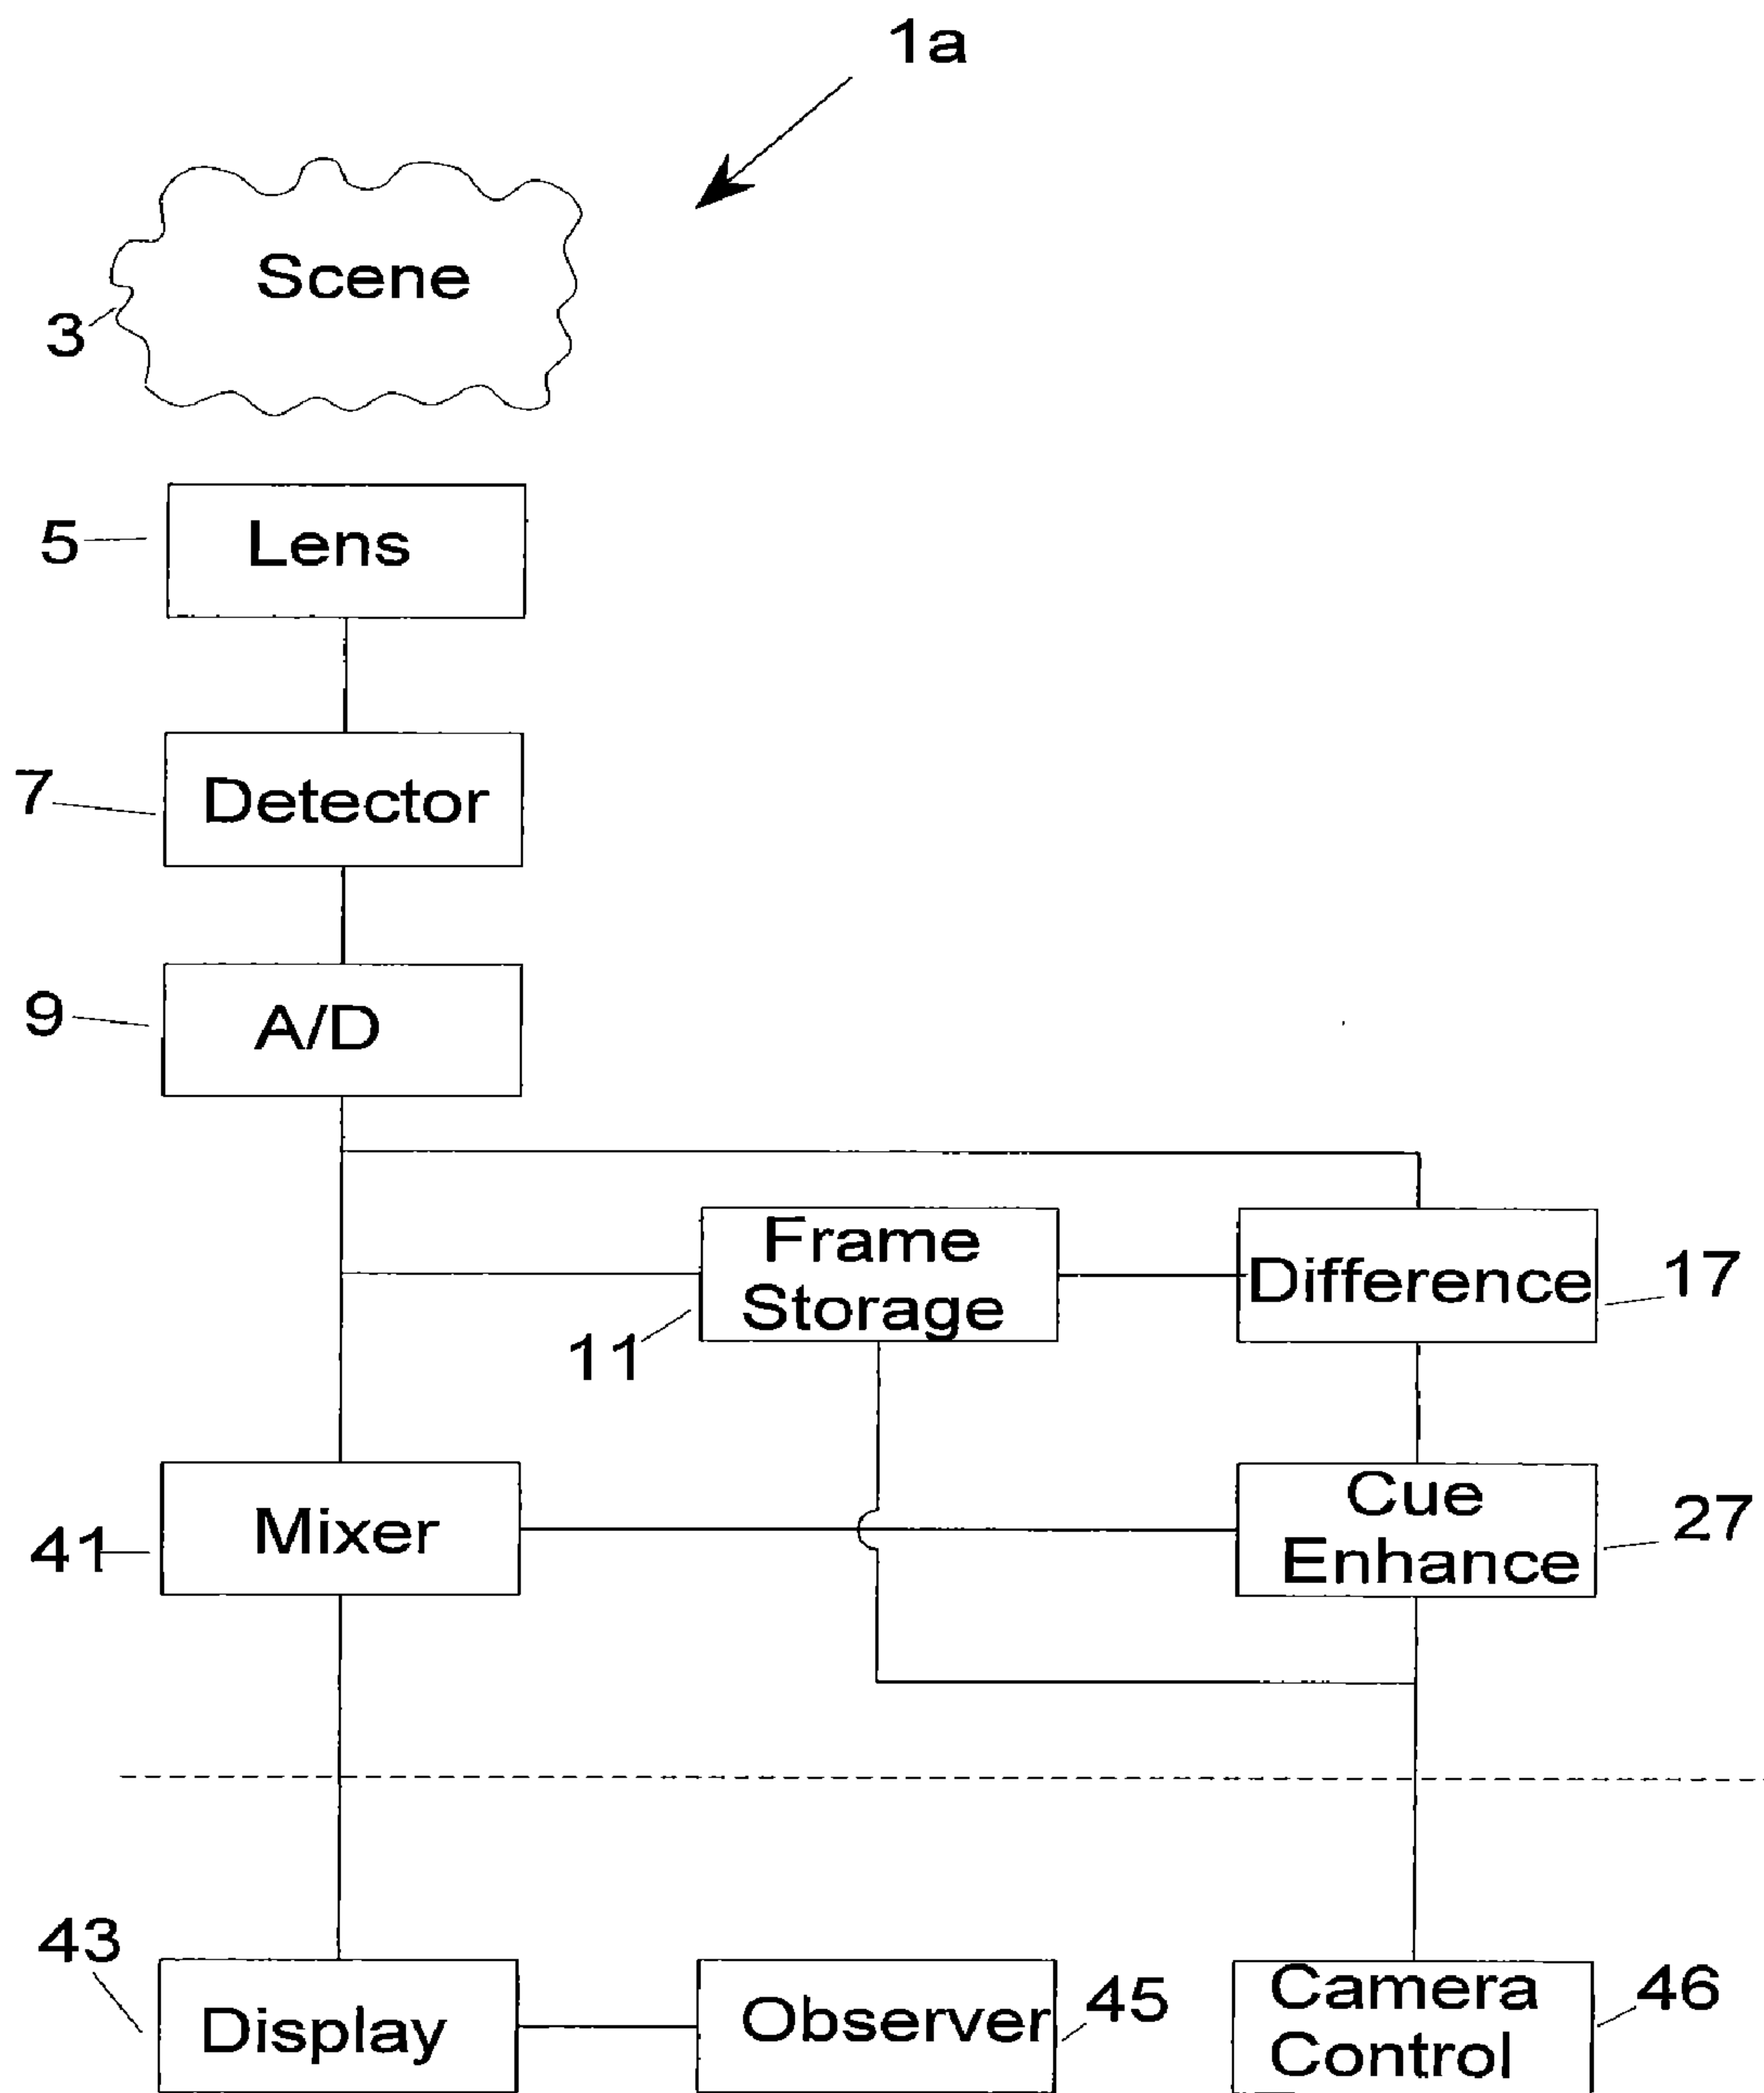 1a
Scene
3
5
Lens
7
Detector
9
A/D
Frame
Storage
11
Difference
17
41
Mixer
Cue
Enhance
27
43
Display
Observer
45
Camera
Control
46